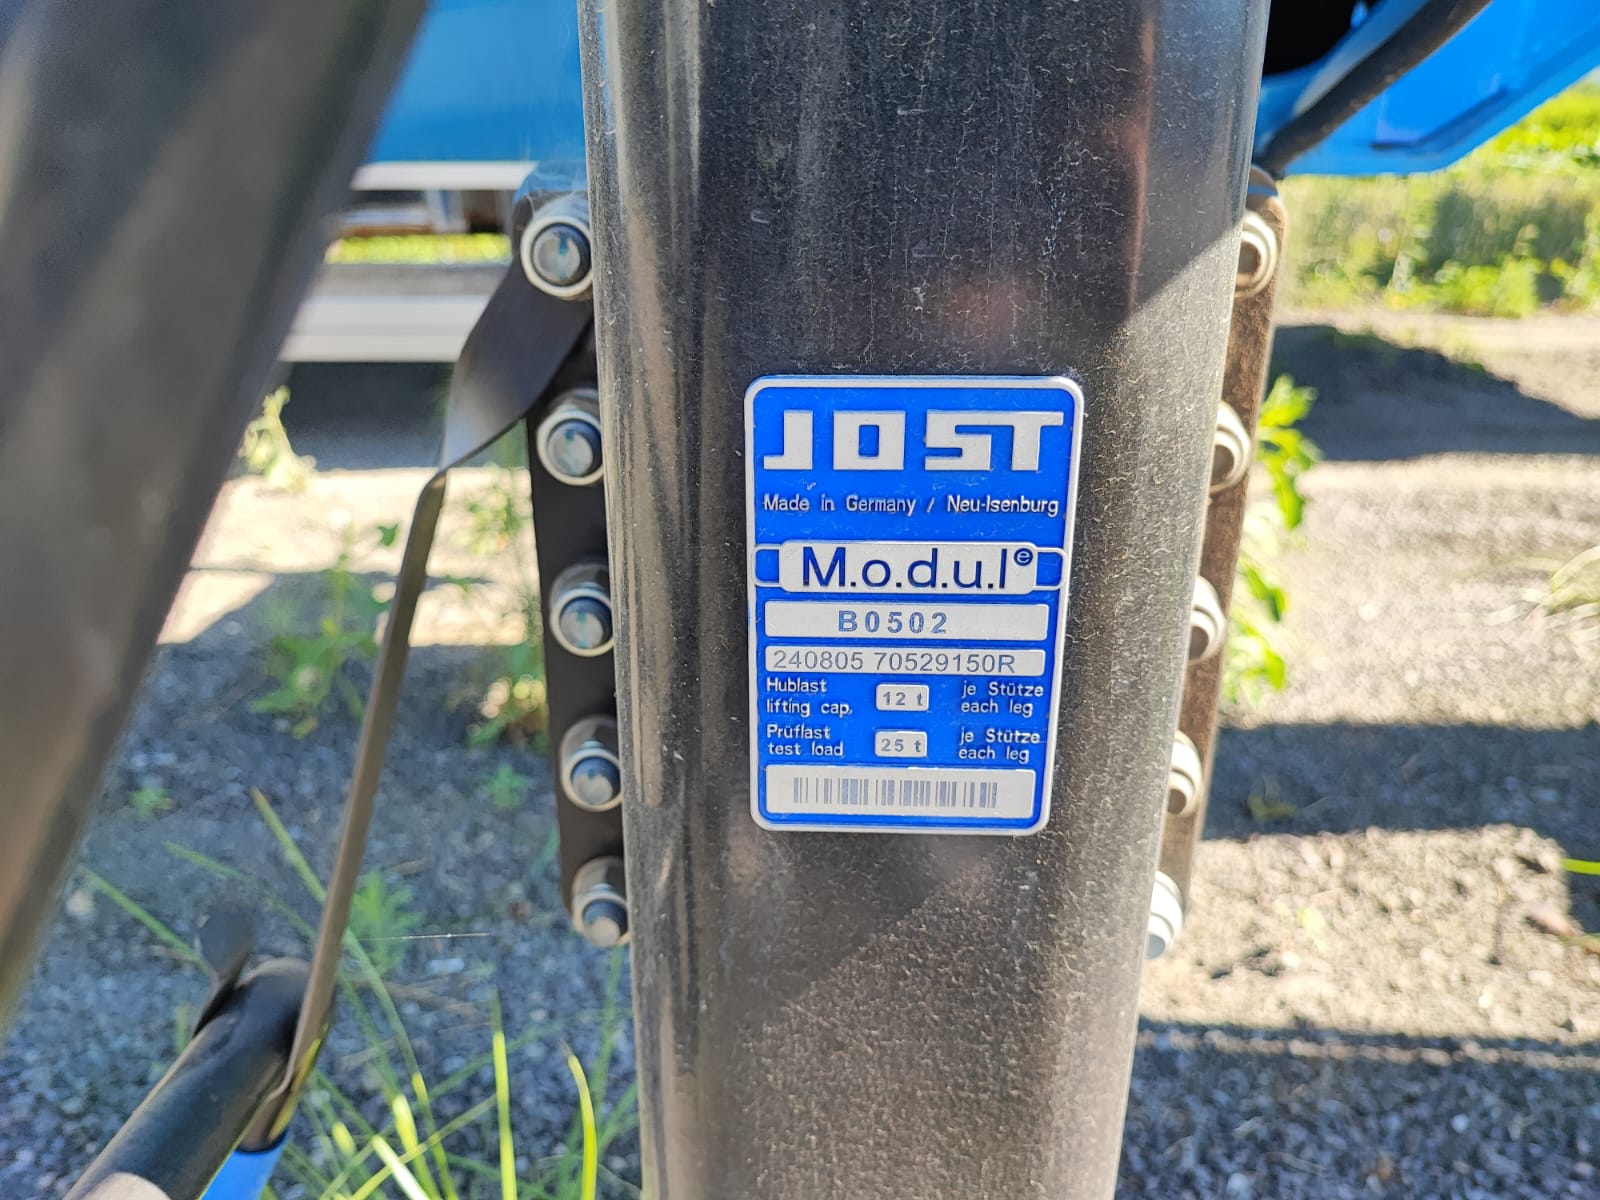 JOST
Made in Germany / Neu-Isenburg
M.o.d.u.l ⓔ
B0502
240805 70529150R
Hublast
lifting cap.
12 t
je Stütze
each leg
Prüflast
test load
25 t
je Stütze
each leg